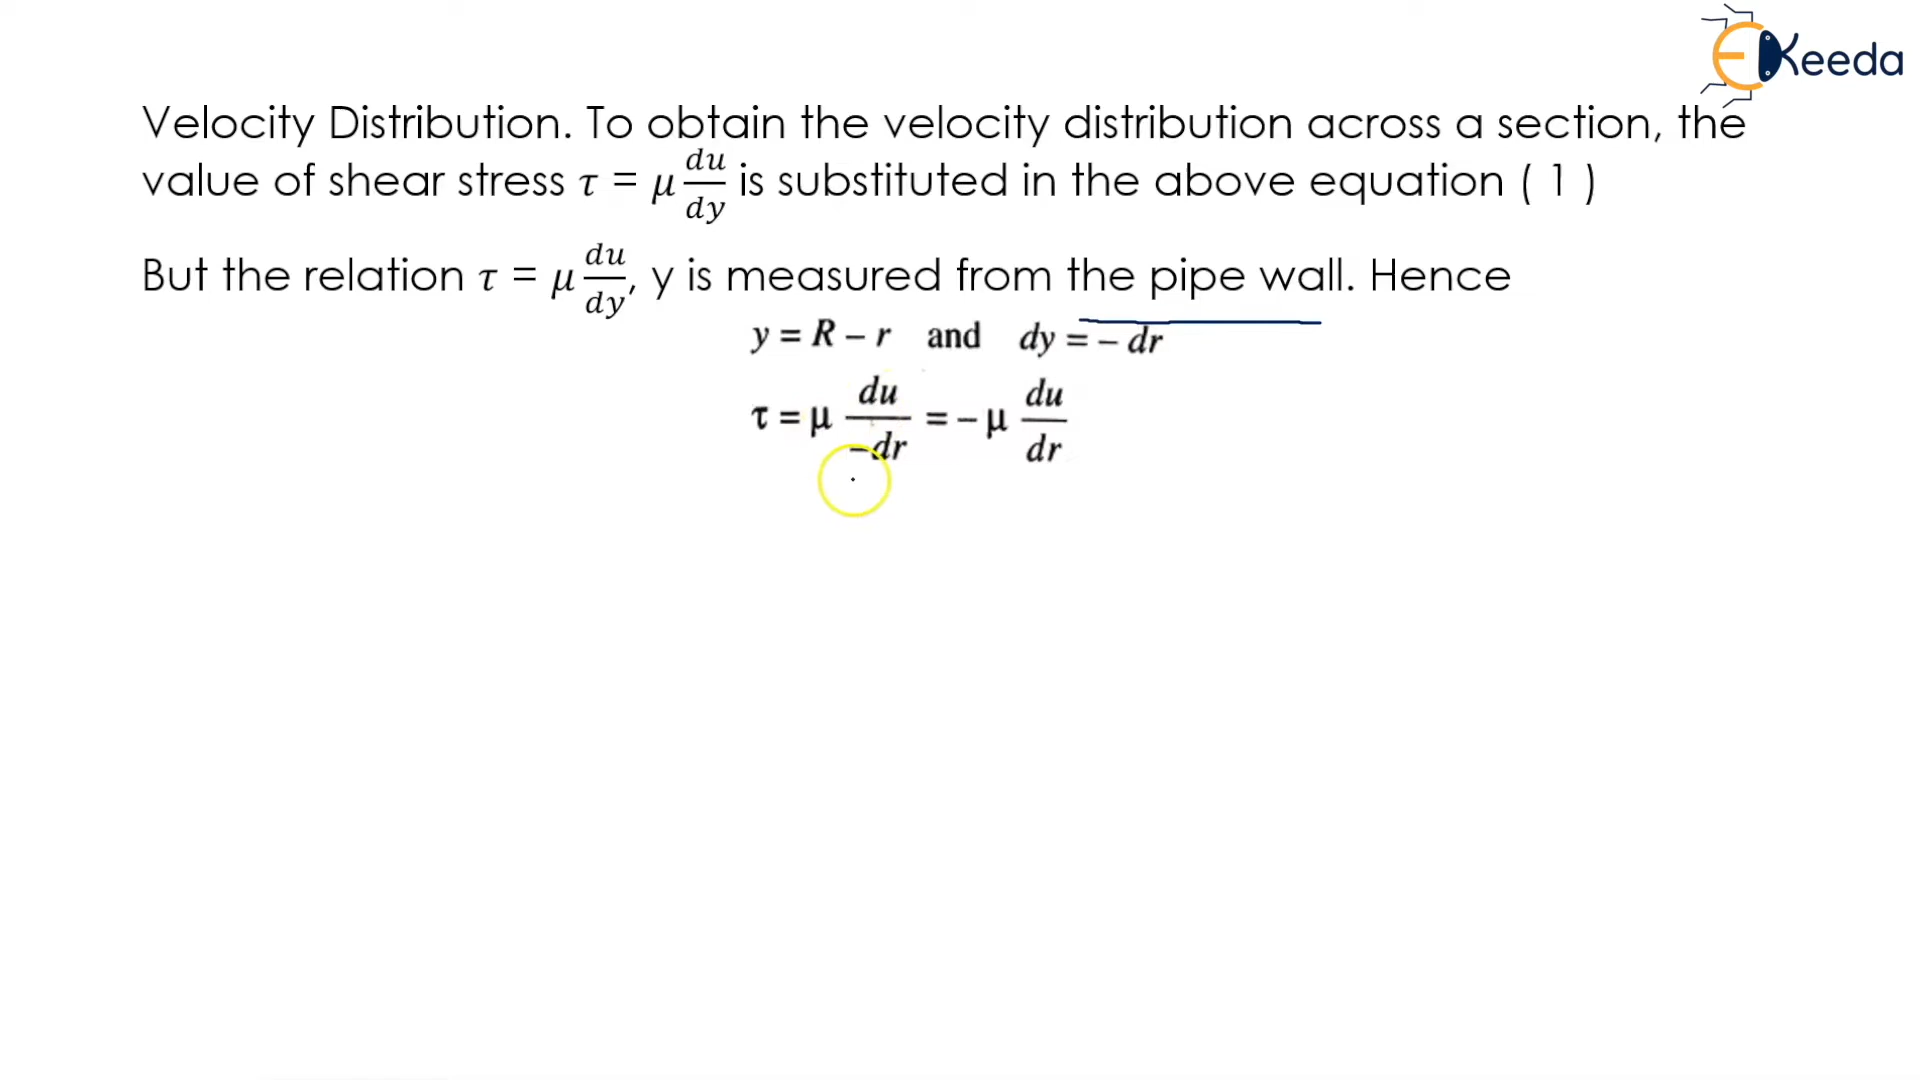 EKeeda
Velocity Distribution. To obtain the velocity distribution across a section, the
value of shear stress τ = μ du/dy is substituted in the above equation ( 1 )
But the relation τ = μ du/dy, y is measured from the pipe wall. Hence
y = R – r and dy = – dr
τ = μ du/–dr = – μ du/dr